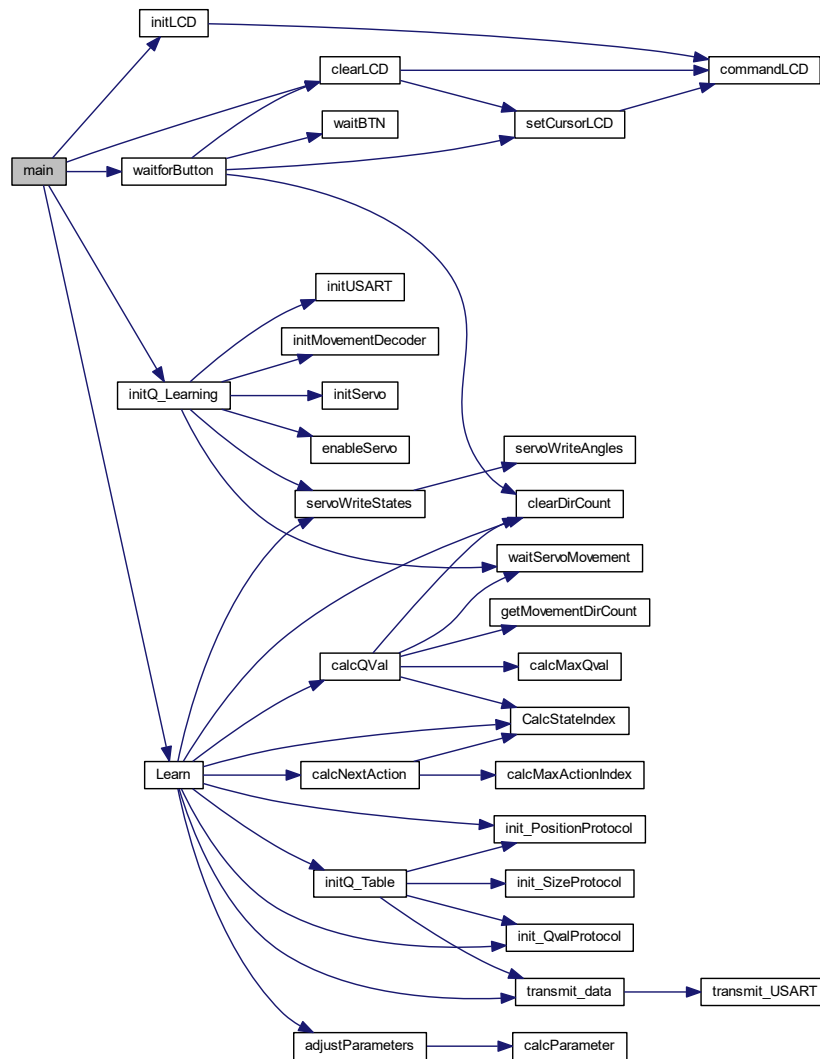 initLCD
clearLCD
commandLCD
waitBTN
setCursorLCD
main
waitforButton
initUSART
initMovementDecoder
initQ_Learning
initServo
enableServo
servoWriteAngles
servoWriteStates
clearDirCount
waitServoMovement
getMovementDirCount
calcQVal
calcMaxQval
CalcStateIndex
Learn
calcNextAction
calcMaxActionIndex
init_PositionProtocol
initQ_Table
init_SizeProtocol
init_QvalProtocol
transmit_data
transmit_USART
adjustParameters
calcParameter